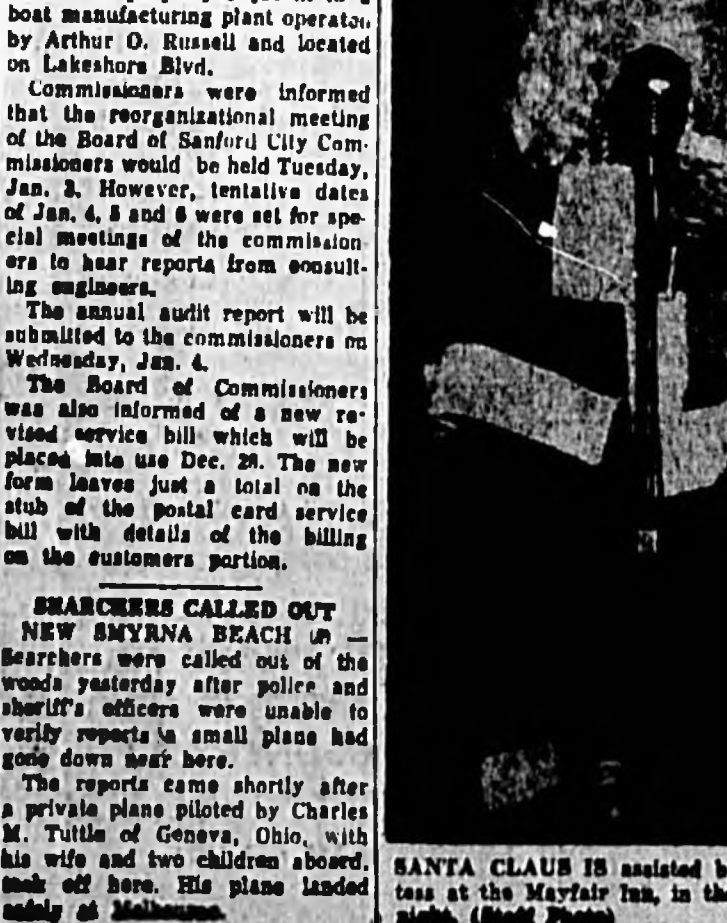 boat manufacturing plant operated
by Arthur O. Russell and located
on Lakeshore Blvd.
Commissioners were informed
that the reorganizational meeting
of the Board of Sanford City Com-
missioners would be held Tuesday,
Jan. 3. However, tentative dates
of Jan. 4, 5 and 6 were set for spe-
cial meetings of the commission-
ers to hear reports from consult-
ing engineers.
The annual audit report will be
submitted to the commissioners on
Wednesday, Jan. 4.
The Board of Commissioners
was also informed of a new re-
vised service bill which will be
placed into use Dec. The new
form leaves just a total on the
stub of the postal card service
bill with details of the billing
on the customers portion.
SEARCHERS CALLED OUT
NEW SMYRNA BEACH —
Searchers were called out of the
woods yesterday after police and
sheriff's officers were unable to
verify reports a small plane had
gone down near here.
The reports came shortly after
a private plane piloted by Charles
M. Tuttle of Geneva, Ohio, with
his wife and two children aboard,
took off here. His plane landed
safely at
SANTA CLAUS IS assisted b
tess at the Mayfair Inn, in th